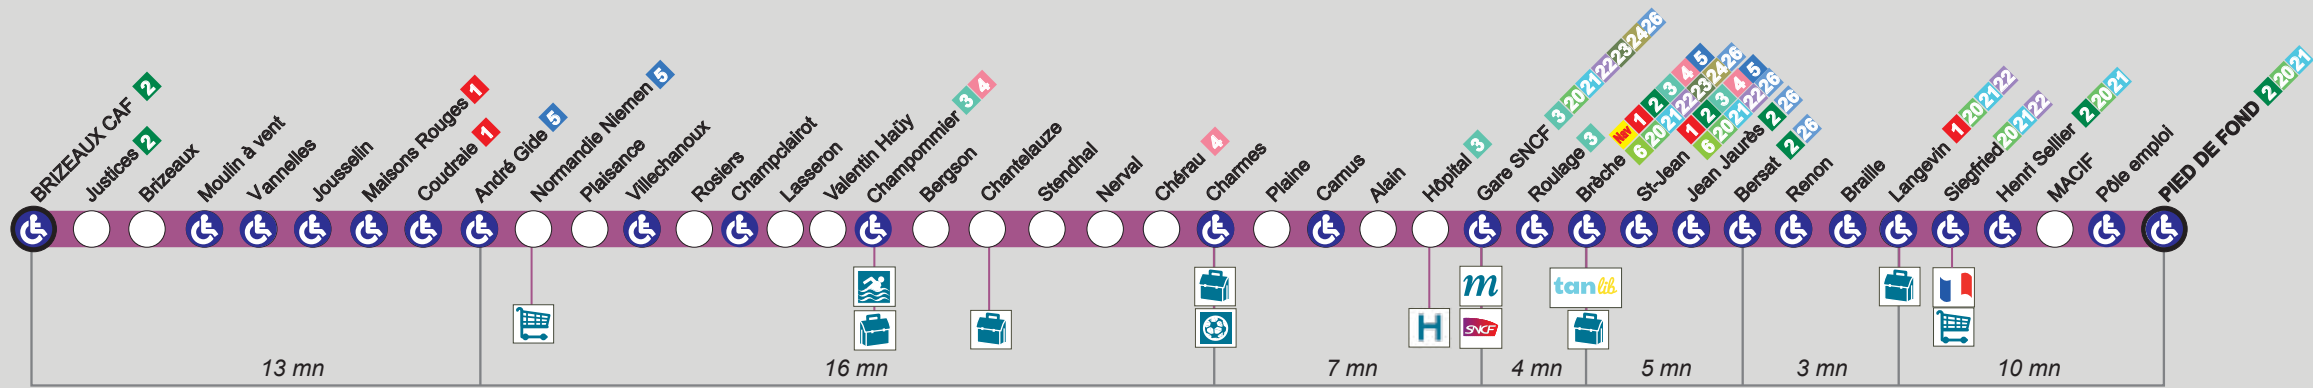 BRIZEAUX CAF 2
Justices 2
Brizeaux
Moulin à vent
Vannelles
Jousselin
Maisons Rouges 1
Coudraie 1
André Gide 5
Normandie Niemen 5
Plaisance
Villechanoux
Rosiers
Champclairot
Lasseron
Valentin Haüy
Champommier 3 4
Bergson
Chantelauze
Stendhal
Nerval
Chérau 4
Charmes
Plaine
Camus
Alain
Hôpital 3
Gare SNCF 3 20 21 22 23 24 26
Roulage 3
Brèche Nav 1 2 3 4 5
6 20 21 22 23 24 26
St-Jean 1 2 3 4 5
6 20 21 22 26
Jean Jaurès 2 26
Bersat 2 26
Renon
Braille
Langevin 1 20 21 22
Siegfried 20 21 22
Henri Sellier 2 20 21
MACIF
Pôle emploi
PIED DE FOND 2 20 21
H
m
SNCF
tanlib
13 mn
16 mn
7 mn
4 mn
5 mn
3 mn
10 mn